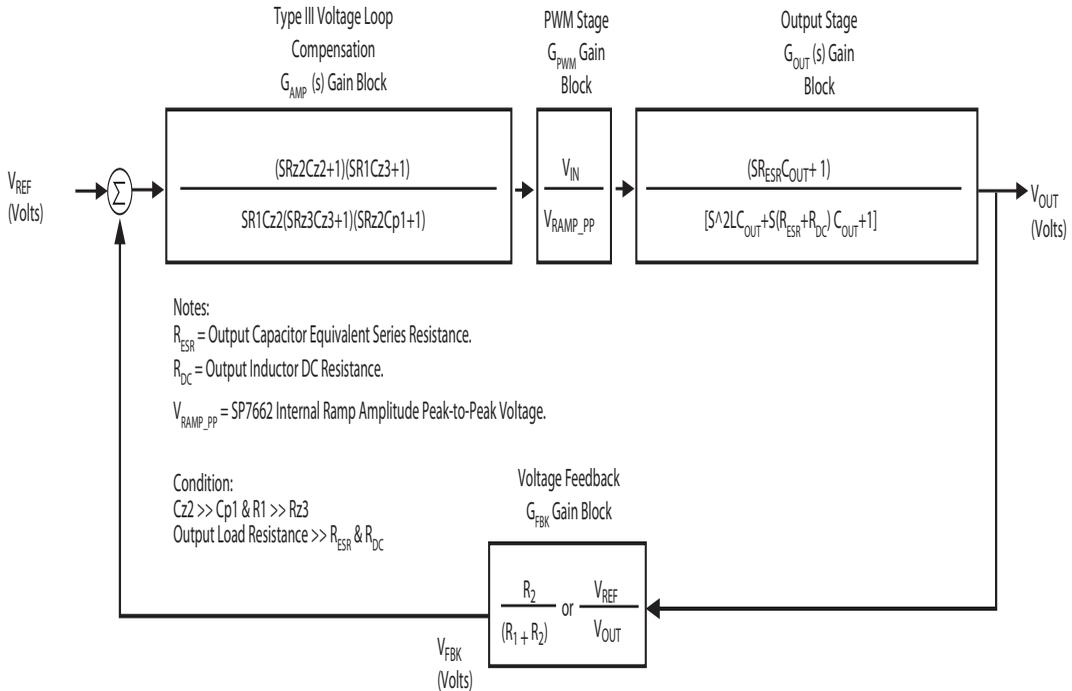 Type III Voltage Loop
Compensation
G_AMP (s) Gain Block
PWM Stage
G_PWM Gain
Block
Output Stage
G_OUT (s) Gain
Block
V_REF
(Volts)
Σ
(SRz2Cz2+1)(SR1Cz3+1)
SR1Cz2(SRz3Cz3+1)(SRz2Cp1+1)
V_IN
V_RAMP_PP
(SR_ESRC_OUT+ 1)
[S^2LC_OUT+S(R_ESR+R_DC) C_OUT+1]
V_OUT
(Volts)
Notes:
R_ESR = Output Capacitor Equivalent Series Resistance.
R_DC = Output Inductor DC Resistance.
V_RAMP_PP = SP7662 Internal Ramp Amplitude Peak-to-Peak Voltage.
Condition:
Cz2 >> Cp1 & R1 >> Rz3
Output Load Resistance >> R_ESR & R_DC
Voltage Feedback
G_FBK Gain Block
R_2
(R_1 + R_2)
or
V_REF
V_OUT
V_FBK
(Volts)